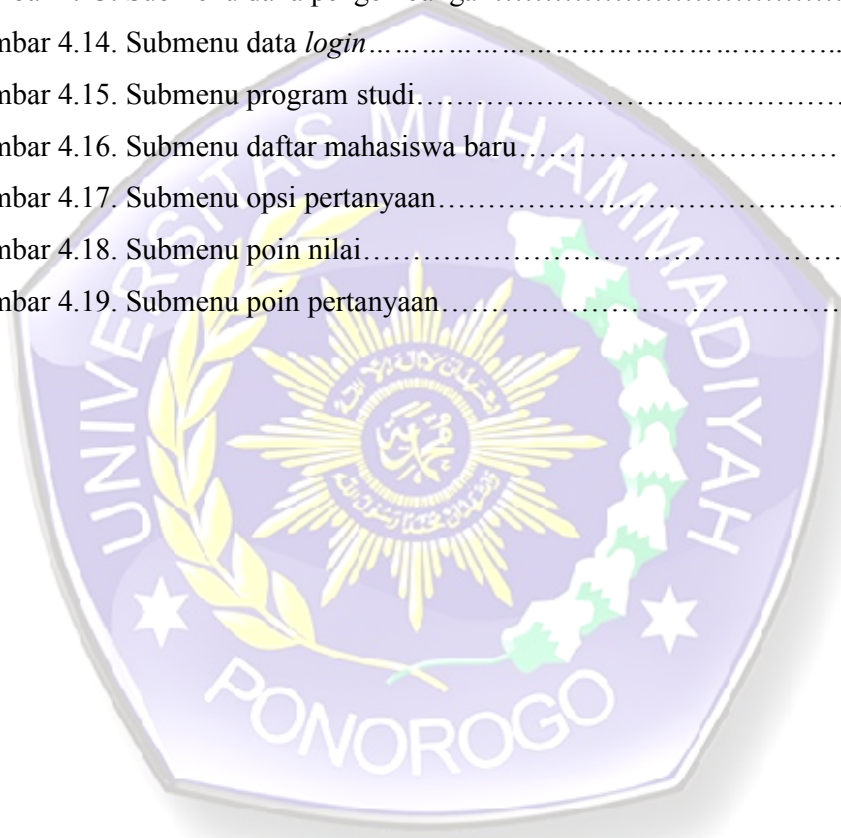 mbar 4.14. Submenu data login……………………………………………........
mbar 4.15. Submenu program studi…………………………………………
mbar 4.16. Submenu daftar mahasiswa baru………………………………
mbar 4.17. Submenu opsi pertanyaan………………………………………
mbar 4.18. Submenu poin nilai………………………………………………
mbar 4.19. Submenu poin pertanyaan………………………………………
UNIVERSITAS MUHAMMADIYAH
PONOROGO